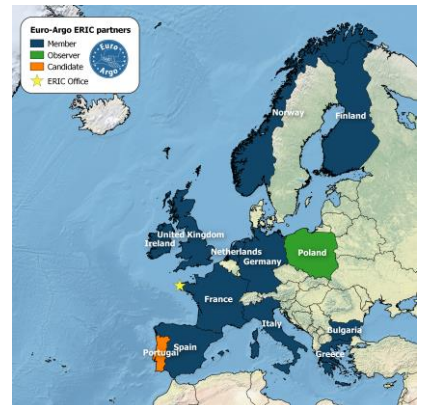 Euro-Argo ERIC partners
Member
Observer
Candidate
ERIC Office
Euro
Argo
Norway
Finland
United Kingdom
Ireland
Netherlands
Germany
Poland
France
Italy
Bulgaria
Portugal
Spain
Greece